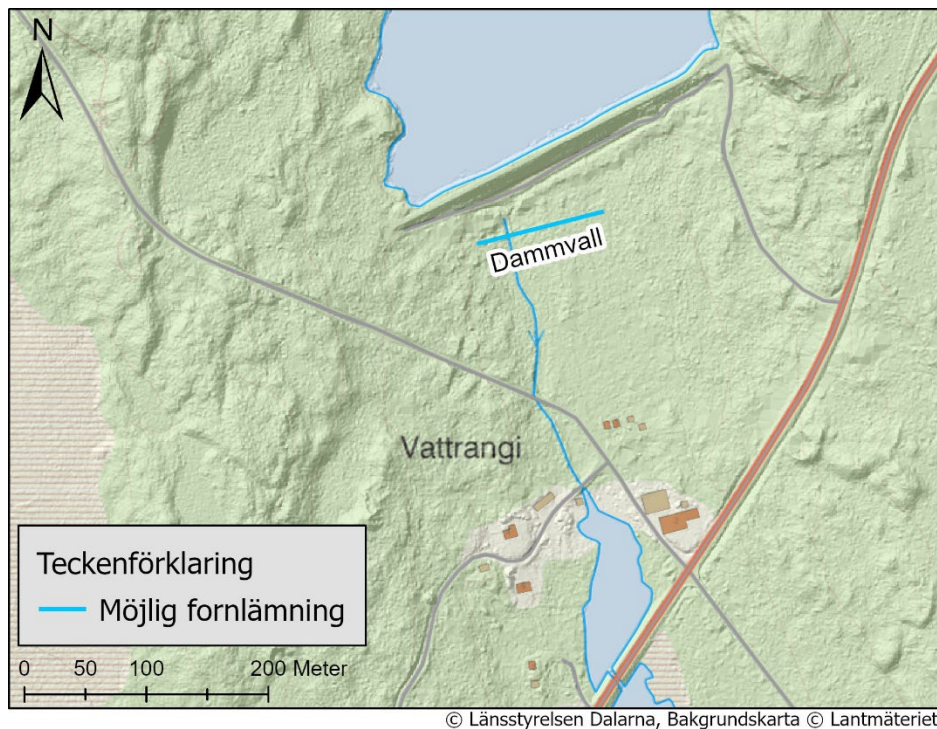 N
Dammvall
Vattrangi
Teckenförklaring
Möjlig fornlämning
0 50 100 200 Meter
© Länsstyrelsen Dalarna, Bakgrundskarta © Lantmäteriet